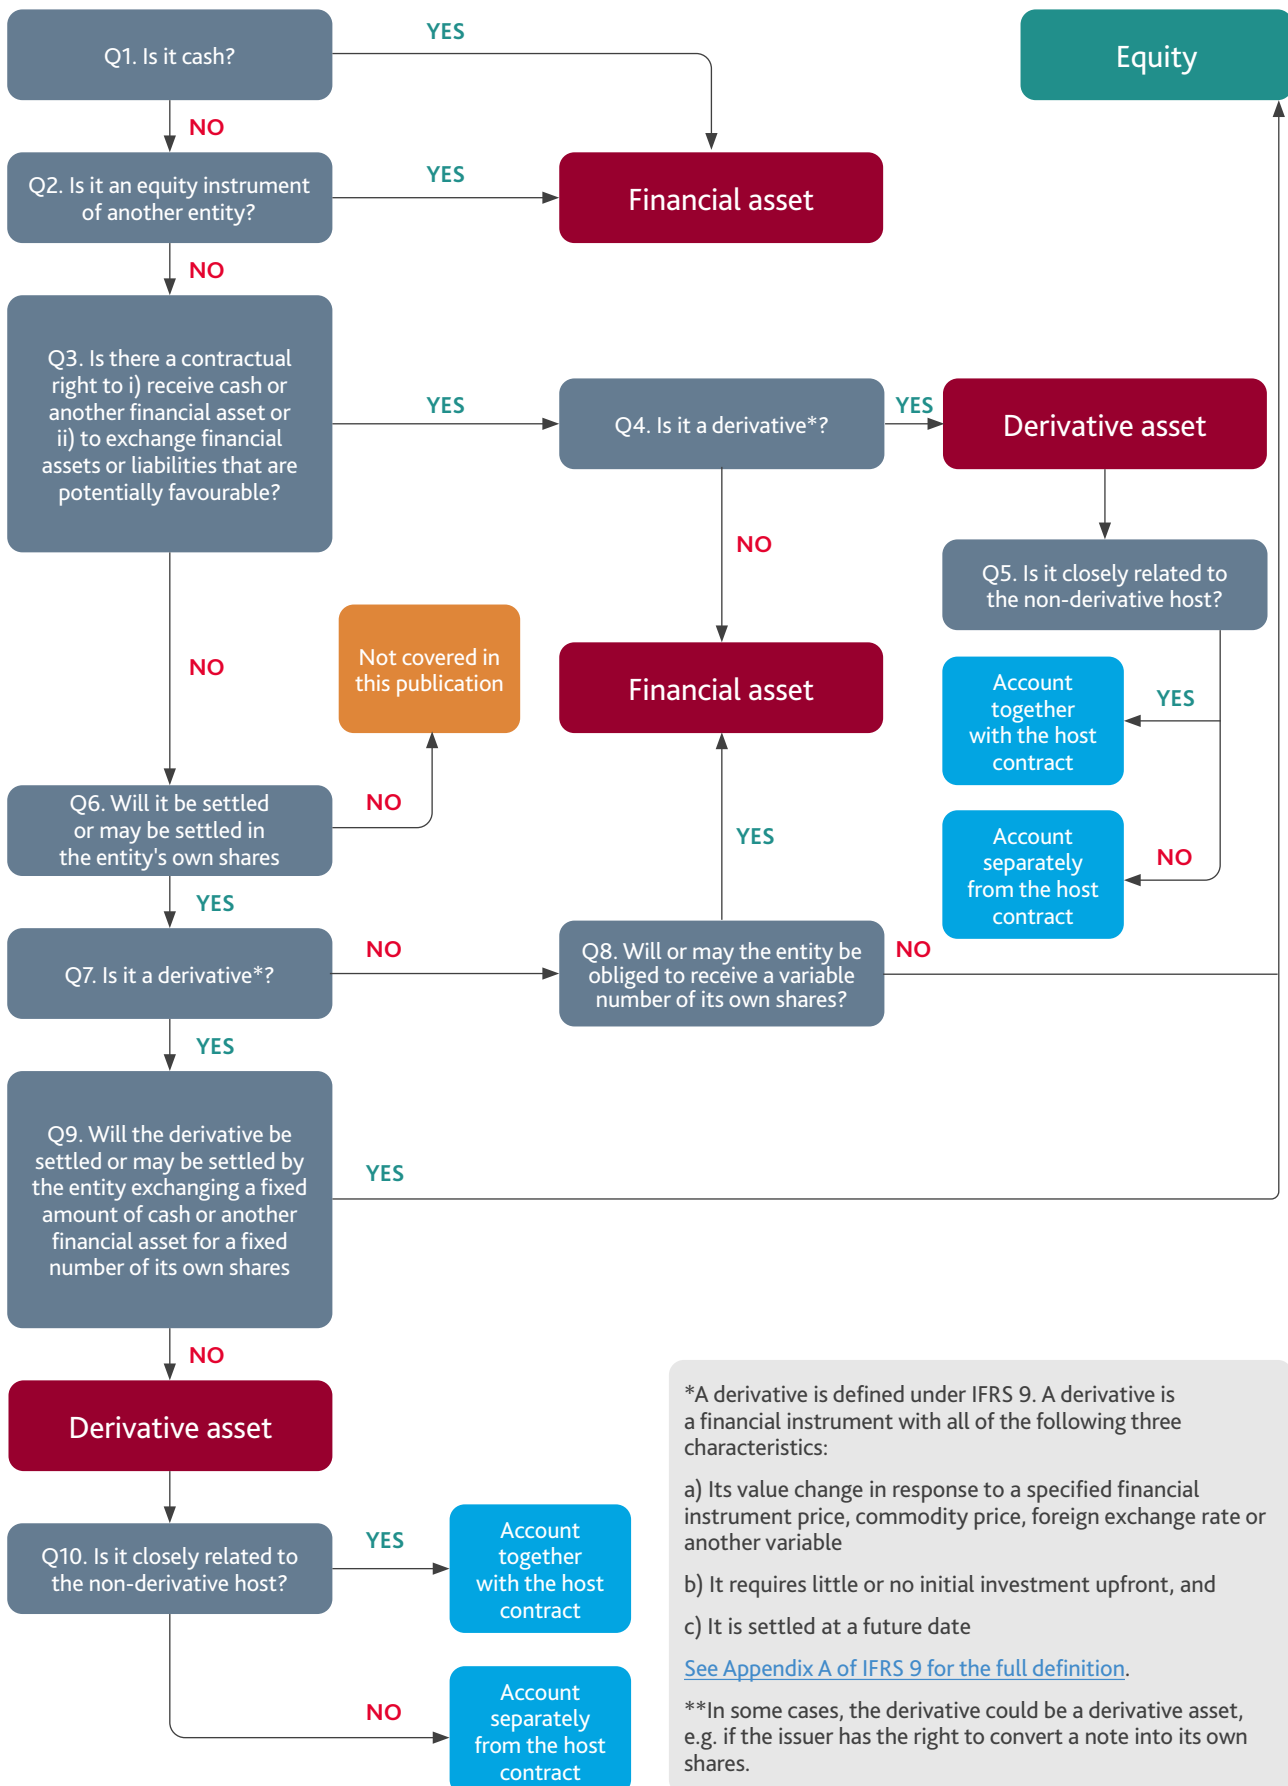 Q1. Is it cash?
YES
Equity
NO
Q2. Is it an equity instrument
of another entity?
YES
Financial asset
NO
Q3. Is there a contractual
right to i) receive cash or
another financial asset or
ii) to exchange financial
assets or liabilities that are
potentially favourable?
YES
Q4. Is it a derivative*?
YES
Derivative asset
NO
Q5. Is it closely related to
the non-derivative host?
NO
Not covered in
this publication
Financial asset
Account
together
with the host
contract
YES
Q6. Will it be settled
or may be settled in
the entity's own shares
NO
YES
Account
separately
from the host
contract
NO
YES
Q7. Is it a derivative*?
NO
Q8. Will or may the entity be
obliged to receive a variable
number of its own shares?
NO
YES
Q9. Will the derivative be
settled or may be settled by
the entity exchanging a fixed
amount of cash or another
financial asset for a fixed
number of its own shares
YES
NO
Derivative asset
Q10. Is it closely related to
the non-derivative host?
YES
Account
together
with the host
contract
NO
Account
separately
from the host
contract
*A derivative is defined under IFRS 9. A derivative is
a financial instrument with all of the following three
characteristics:
a) Its value change in response to a specified financial
instrument price, commodity price, foreign exchange rate or
another variable
b) It requires little or no initial investment upfront, and
c) It is settled at a future date
See Appendix A of IFRS 9 for the full definition.
**In some cases, the derivative could be a derivative asset,
e.g. if the issuer has the right to convert a note into its own
shares.